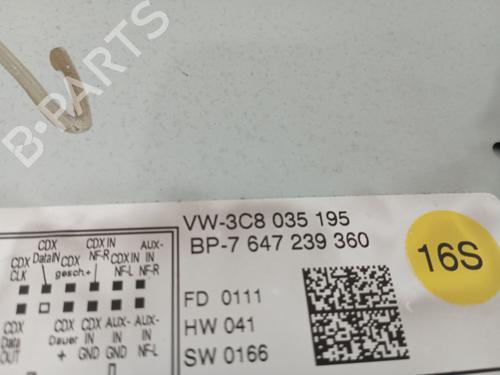 B-PARTS
VW-3C8 035 195
BP-7 647 239 360
16S
FD 0111
HW 041
SW 0166
CDX
CLK
CDX
DataIN
CDX
gesch.+
CDX IN
NF-R
CDX IN
NF-L
AUX-
NF-R
CDX
Data
OUT
CDX
Dauer
+
CDX
IN
GND
AUX-
IN
GND
AUX-
IN
NF-L